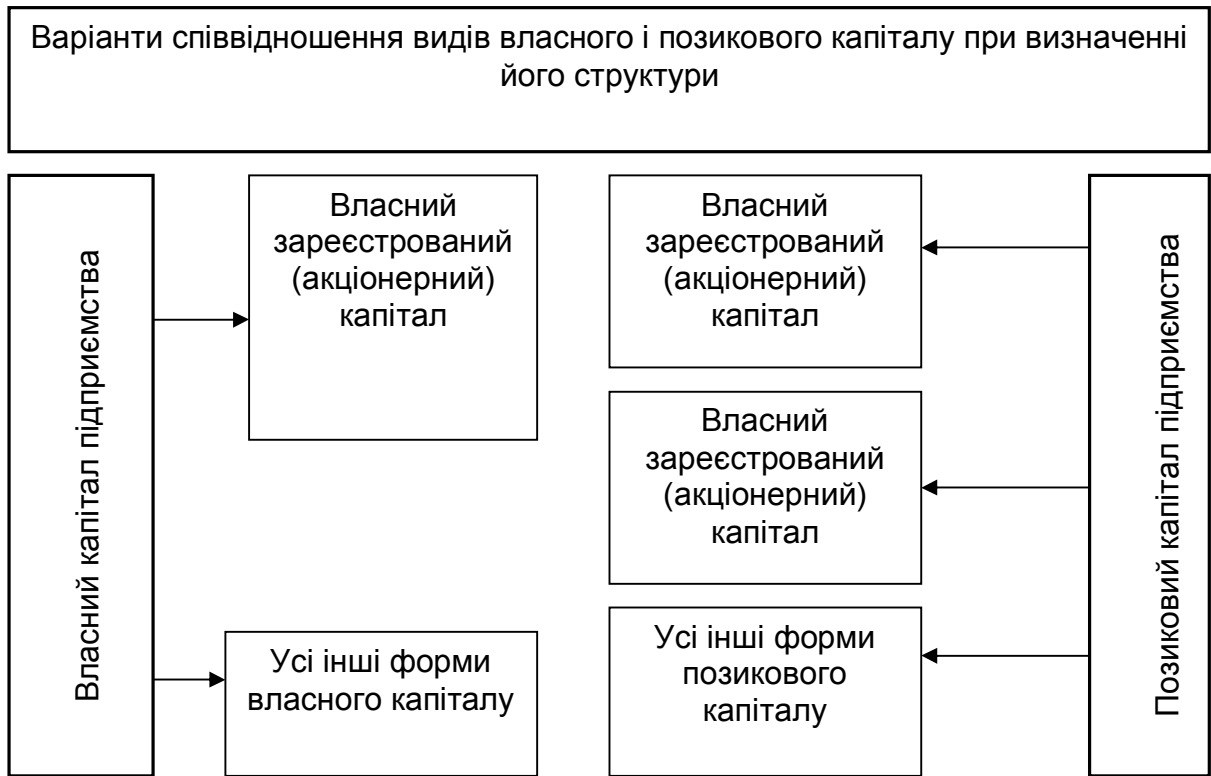 Варіанти співвідношення видів власного і позикового капіталу при визначенні
його структури
Власний капітал підприємства
Власний
зареєстрований
(акціонерний)
капітал
Усі інші форми
власного капіталу
Власний
зареєстрований
(акціонерний)
капітал
Власний
зареєстрований
(акціонерний)
капітал
Усі інші форми
позикового
капіталу
Позиковий капітал підприємства